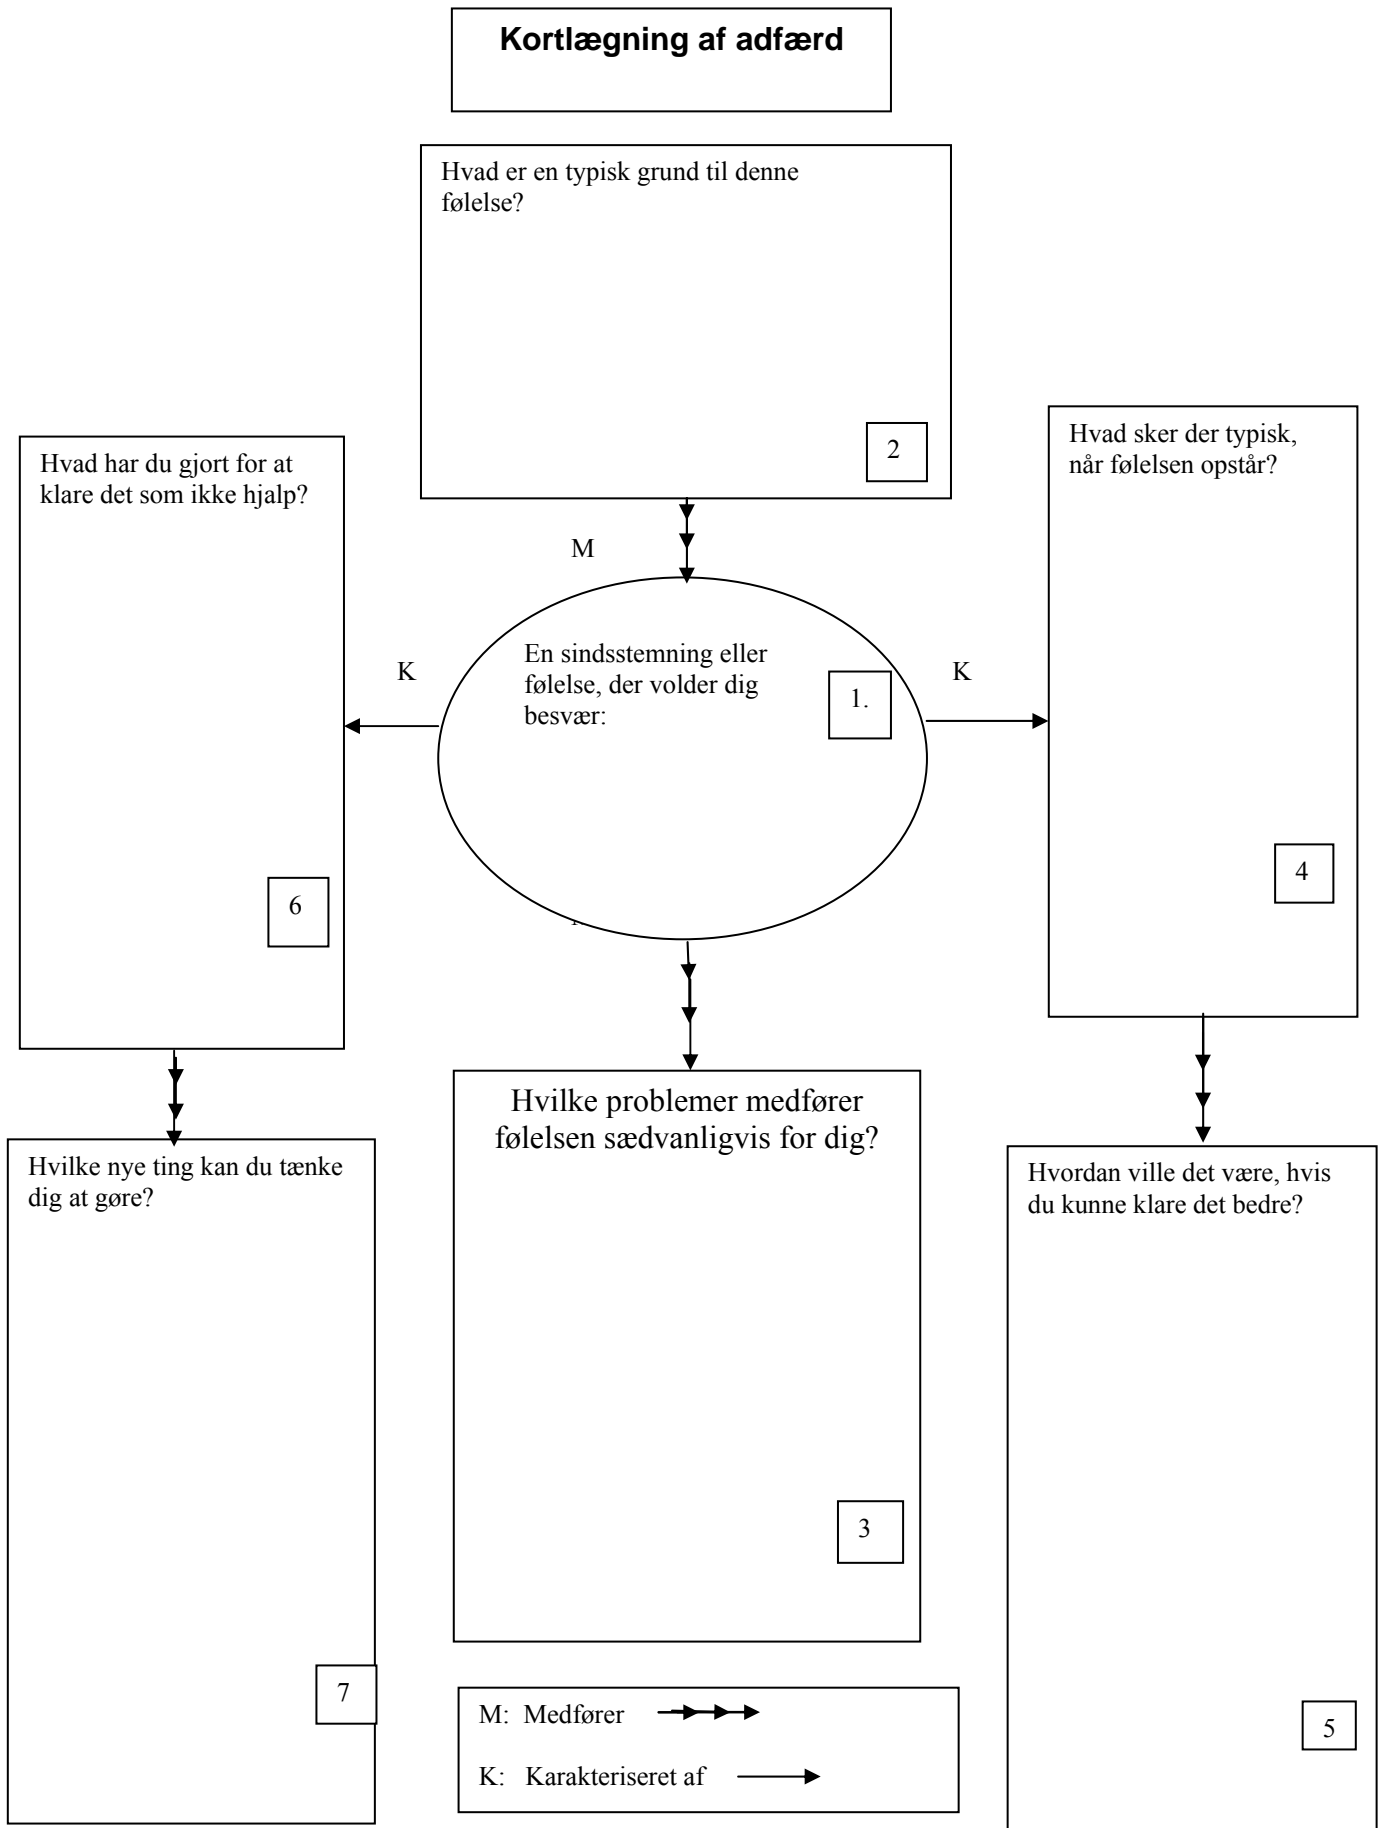 Kortlægning af adfærd
Hvad er en typisk grund til denne
følelse?
2
Hvad har du gjort for at
klare det som ikke hjalp?
6
Hvad sker der typisk,
når følelsen opstår?
4
M
K
En sindsstemning eller
følelse, der volder dig
besvær:
1.
K
Hvilke problemer medfører
følelsen sædvanligvis for dig?
3
Hvilke nye ting kan du tænke
dig at gøre?
7
Hvordan ville det være, hvis
du kunne klare det bedre?
5
M: Medfører
K: Karakteriseret af